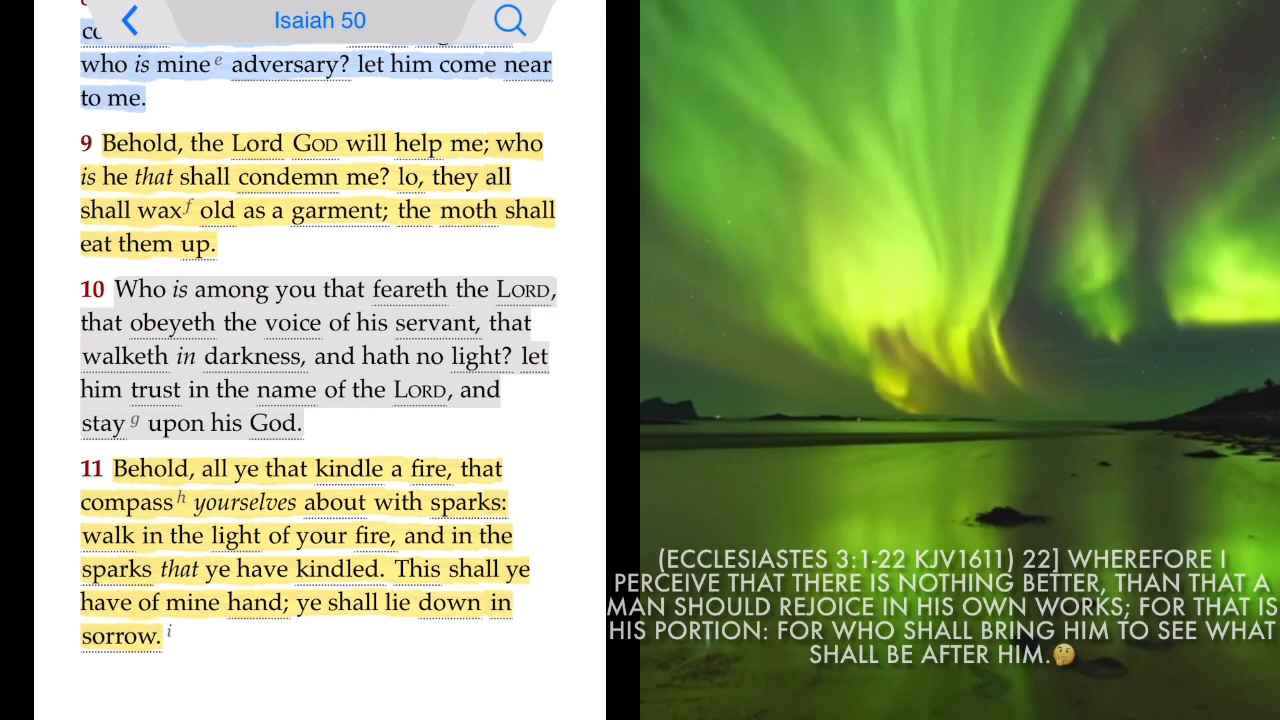 Isaiah 50
who is mine e adversary? let him come near
to me.
9 Behold, the Lord GOD will help me; who
is he that shall condemn me? lo, they all
shall wax f old as a garment; the moth shall
eat them up.
10 Who is among you that feareth the LORD,
that obeyeth the voice of his servant, that
walketh in darkness, and hath no light? let
him trust in the name of the LORD, and
stay g upon his God.
11 Behold, all ye that kindle a fire, that
compass h yourselves about with sparks:
walk in the light of your fire, and in the
sparks that ye have kindled. This shall ye
have of mine hand; ye shall lie down in
sorrow. i
(ECCLESIASTES 3:1-22 KJV1611) 22] WHEREFORE I
PERCEIVE THAT THERE IS NOTHING BETTER, THAN THAT A
MAN SHOULD REJOICE IN HIS OWN WORKS; FOR THAT IS
HIS PORTION: FOR WHO SHALL BRING HIM TO SEE WHAT
SHALL BE AFTER HIM.🤔